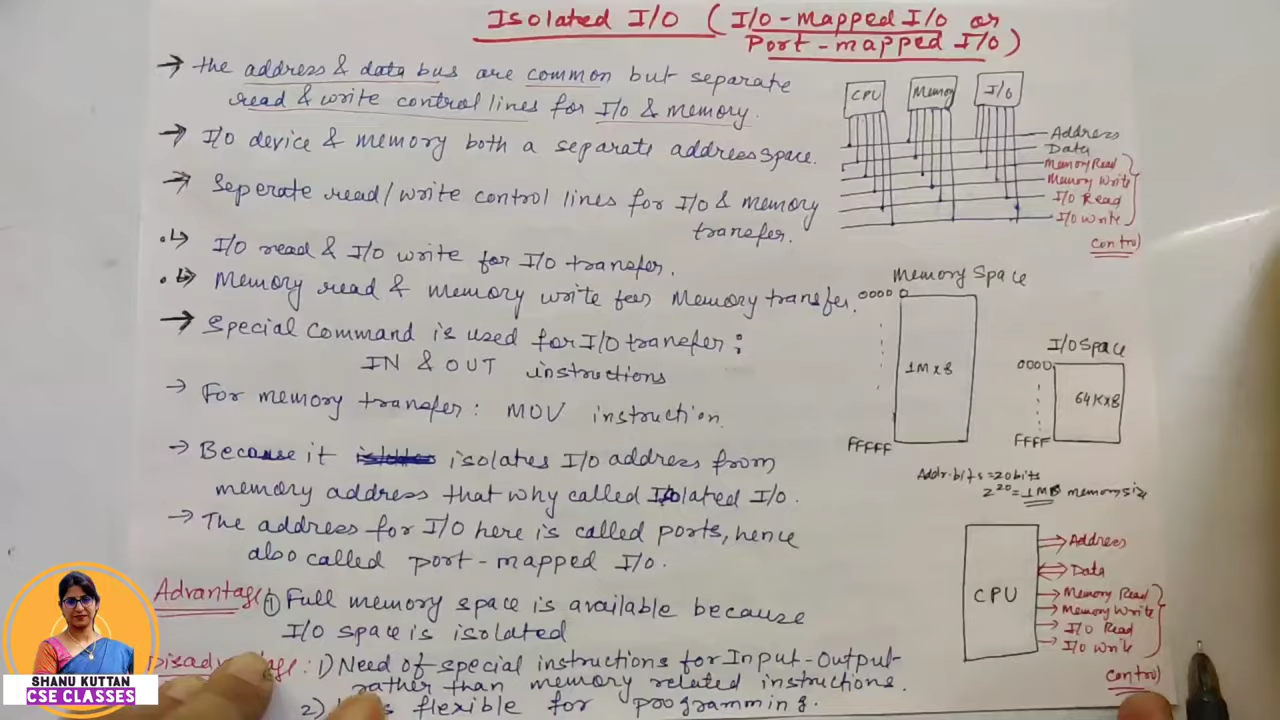 Isolated I/O ( I/O-mapped I/O or
Port-mapped I/O )
→ the address & data bus are common but separate
read & write control lines for I/O & memory.
→ I/O device & memory both a separate address space.
→ Seperate read/write control lines for I/O & memory
transfer.
I/O read & I/O write for I/O transfer.
Memory read & memory write for Memory transfer.
→ Special Command is used for I/O transfer :
IN & OUT instructions
→ For memory transfer : MOV instruction.
→ Because it isolates I/O address from
memory address that why called Isolated I/O.
→ The address for I/O here is called ports, hence
also called port-mapped I/O.
Advantage ① Full memory space is available because
I/O space is isolated
: 1) Need of special instructions for Input-Output
rather than memory related instructions.
2) flexible for programming.
CPU
Memory
I/O
Address
Data
Memory Read
Memory Write
I/O Read
I/O Write
Control
Memory Space
0000 0
1M x 8
FFFFF
I/O Space
0000
64K x 8
FFFF
Addr. bits = 20 bits
2^20 = 1MB memory size
CPU
Address
Data
Memory Read
Memory Write
I/O Read
I/O Write
Control
SHANU KUTTAN
CSE CLASSES